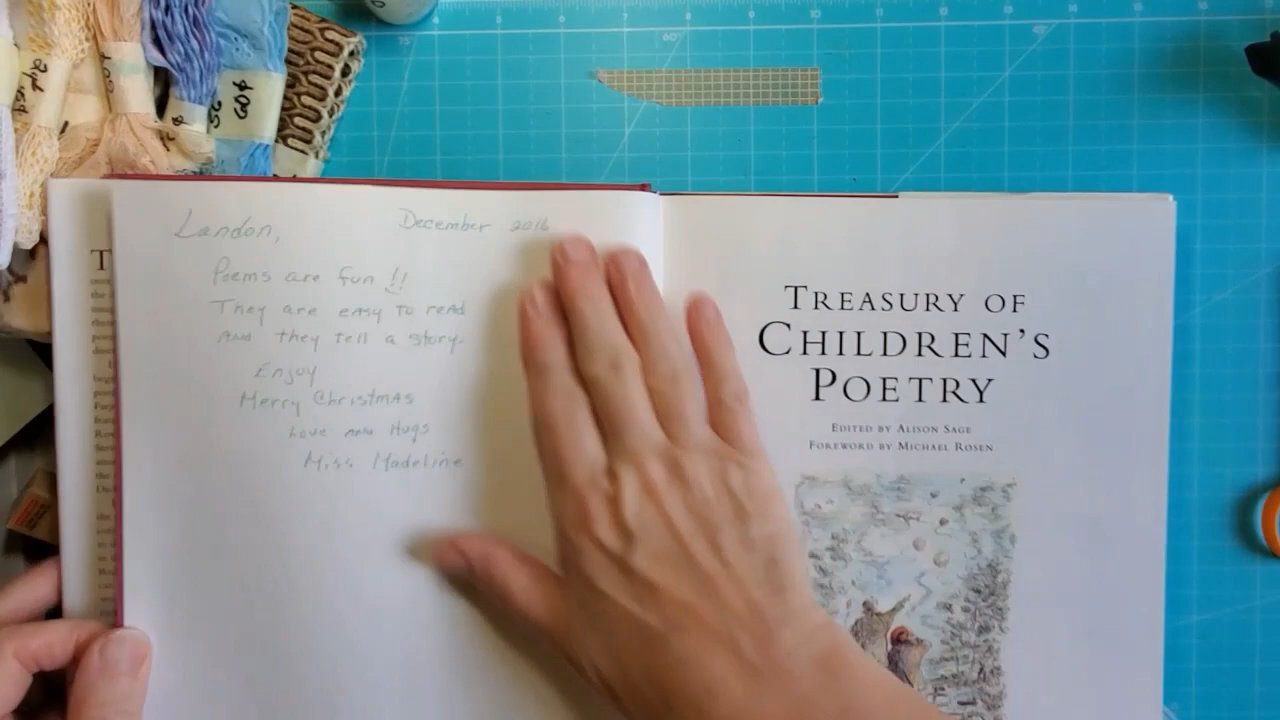 Landon, December 2016
Poems are fun !!
They are easy to read
and they tell a story.
Enjoy
Merry Christmas
Love and Hugs
Miss Madeline
TREASURY OF
CHILDREN'S
POETRY
EDITED BY ALISON SAGE
FOREWORD BY MICHAEL ROSEN
60¢